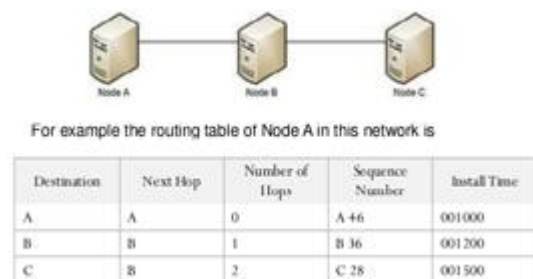 Node A Node B Node C
For example the routing table of Node A in this network is
Destination Next Hop Number of Hops Sequence Number Install Time
A A 0 A 46 001000
B B 1 B 36 001200
C B 2 C 28 001500